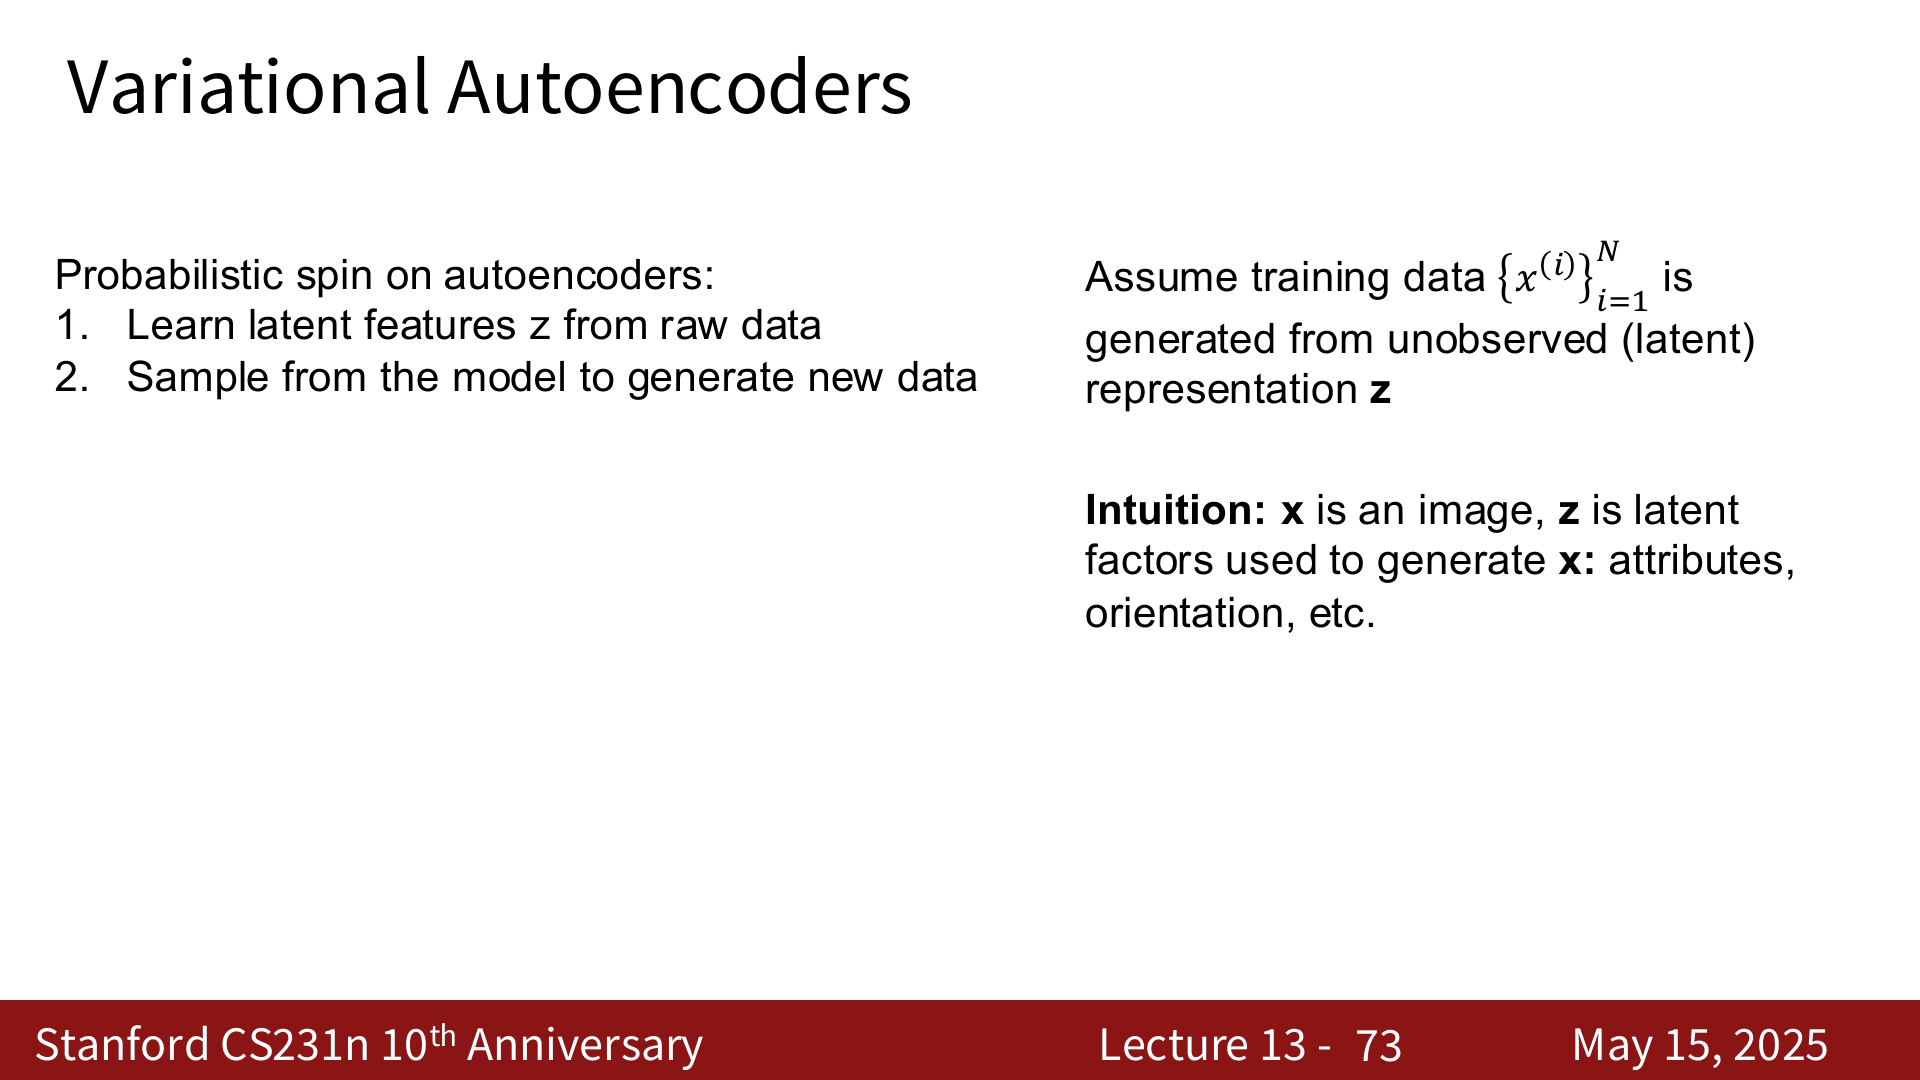 Variational Autoencoders
Probabilistic spin on autoencoders:
1. Learn latent features z from raw data
2. Sample from the model to generate new data
Assume training data {x^(i)}_{i=1}^N is
generated from unobserved (latent)
representation z
Intuition: x is an image, z is latent
factors used to generate x: attributes,
orientation, etc.
Stanford CS231n 10th Anniversary
Lecture 13 - 73
May 15, 2025